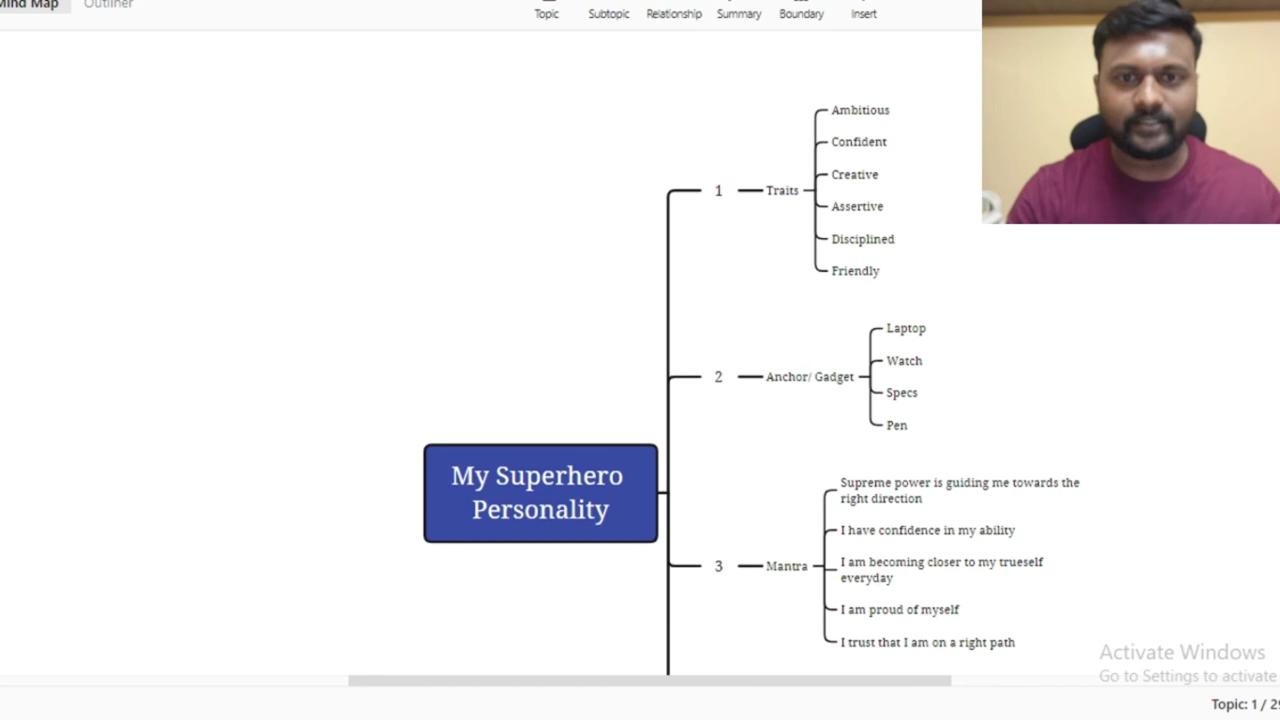 Mind Map Outliner
Topic Subtopic Relationship Summary Boundary Insert
My Superhero
Personality
1 Traits
Ambitious
Confident
Creative
Assertive
Disciplined
Friendly
2 Anchor/ Gadget
Laptop
Watch
Specs
Pen
3 Mantra
Supreme power is guiding me towards the
right direction
I have confidence in my ability
I am becoming closer to my trueself
everyday
I am proud of myself
I trust that I am on a right path
Activate Windows
Go to Settings to activate
Topic: 1 /